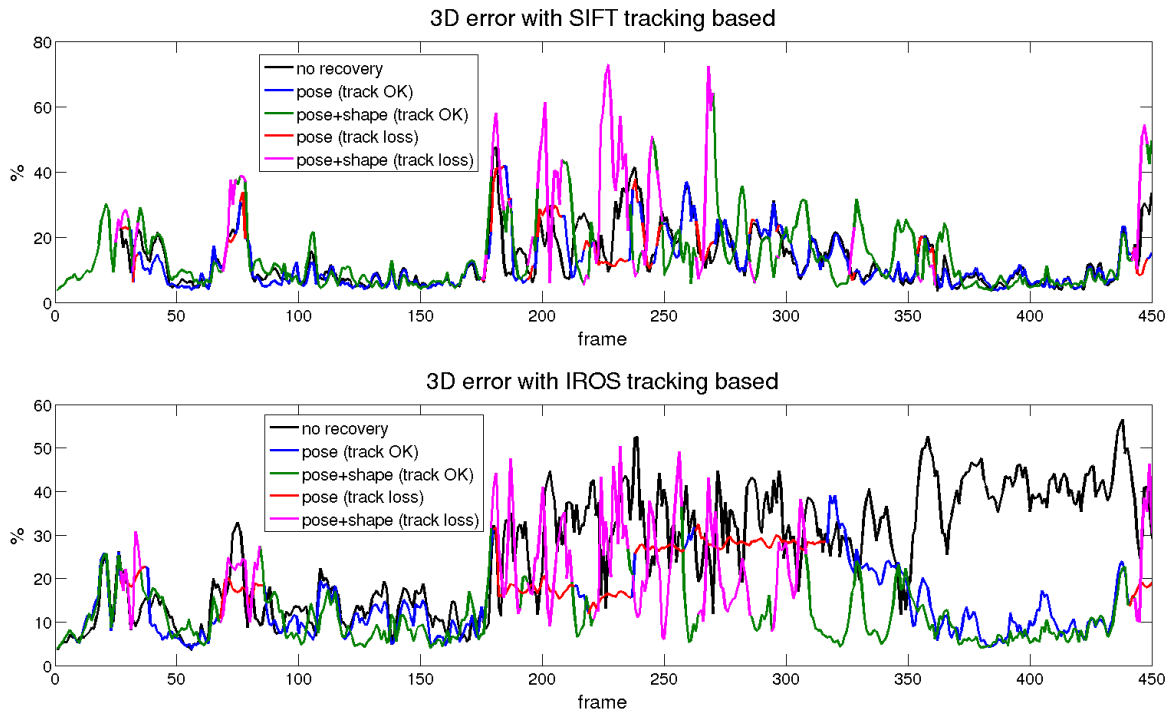 3D error with SIFT tracking based
80
60
40
20
0
%
no recovery
pose (track OK)
pose+shape (track OK)
pose (track loss)
pose+shape (track loss)
0 50 100 150 200 250 300 350 400 450
frame
3D error with IROS tracking based
60
50
40
30
20
10
0
%
no recovery
pose (track OK)
pose+shape (track OK)
pose (track loss)
pose+shape (track loss)
0 50 100 150 200 250 300 350 400 450
frame